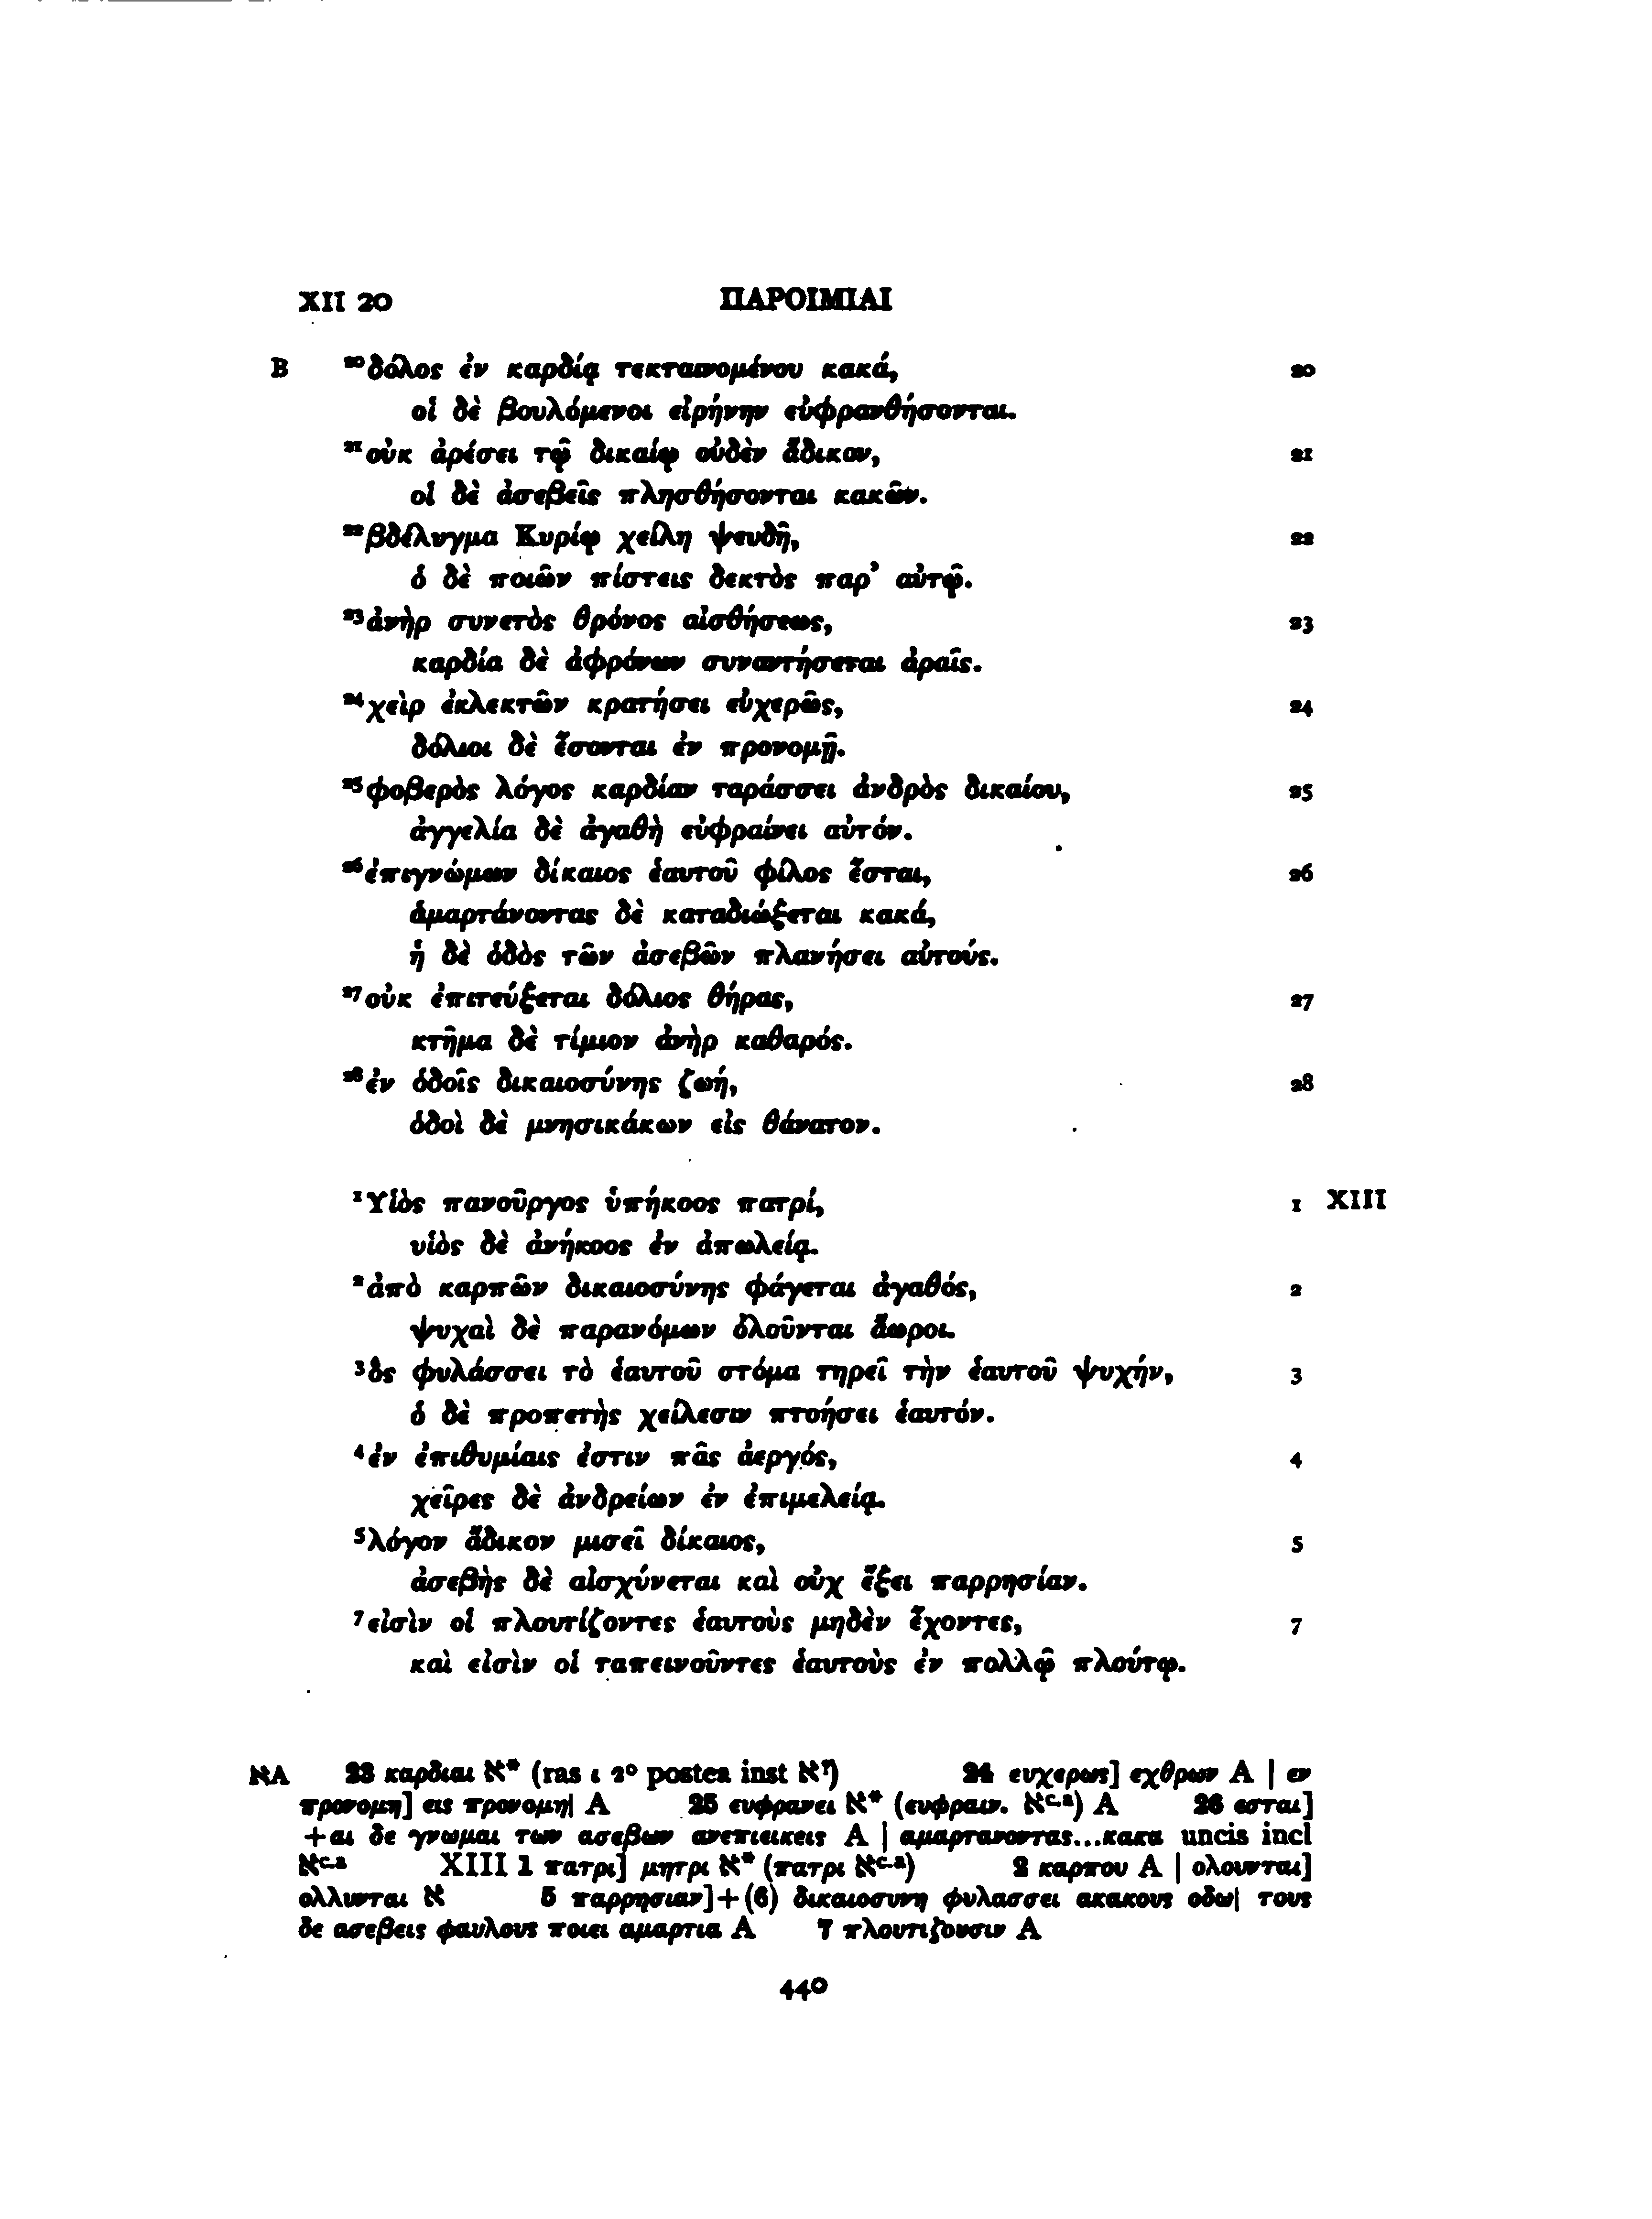 XII 20 ΠΑΡΟΙΜΙΑΙ
B ²⁰δόλος ἐν καρδίᾳ τεκταινομένου κακά, 20
οἱ δὲ βουλόμενοι εἰρήνην εὐφρανθήσονται.
²¹οὐκ ἀρέσει τῷ δικαίῳ οὐδὲν ἄδικον, 21
οἱ δὲ ἀσεβεῖς πλησθήσονται κακῶν.
²²βδέλυγμα Κυρίῳ χείλη ψευδῆ, 22
ὁ δὲ ποιῶν πίστεις δεκτὸς παρ’ αὐτῷ.
²³ἀνὴρ συνετὸς θρόνος αἰσθήσεως, 23
καρδία δὲ ἀφρόνων συναντήσεται ἀραῖς.
²⁴χεὶρ ἐκλεκτῶν κρατήσει εὐχερῶς, 24
δόλιοι δὲ ἔσονται ἐν προνομῇ.
²⁵φοβερὸς λόγος καρδίαν ταράσσει ἀνδρὸς δικαίου, 25
ἀγγελία δὲ ἀγαθὴ εὐφραίνει αὐτόν.
²⁶ἐπιγνώμων δίκαιος ἑαυτοῦ φίλος ἔσται, 26
ἁμαρτάνοντας δὲ καταδιώξεται κακά,
ἡ δὲ ὁδὸς τῶν ἀσεβῶν πλανήσει αὐτούς.
²⁷οὐκ ἐπιτεύξεται δόλιος θήρας, 27
κτῆμα δὲ τίμιον ἀνὴρ καθαρός.
²⁸ἐν ὁδοῖς δικαιοσύνης ζωή, 28
ὁδοὶ δὲ μνησικάκων εἰς θάνατον.
¹Υἱὸς πανοῦργος ὑπήκοος πατρί, 1 XIII
υἱὸς δὲ ἀνήκοος ἐν ἀπωλείᾳ.
²ἀπὸ καρπῶν δικαιοσύνης φάγεται ἀγαθός, 2
ψυχαὶ δὲ παρανόμων ὀλοῦνται ἄωροι.
³ὃς φυλάσσει τὸ ἑαυτοῦ στόμα τηρεῖ τὴν ἑαυτοῦ ψυχήν, 3
ὁ δὲ προπετὴς χείλεσιν πτοήσει ἑαυτόν.
⁴ἐν ἐπιθυμίαις ἐστιν πᾶς ἀεργός, 4
χεῖρες δὲ ἀνδρείων ἐν ἐπιμελείᾳ.
⁵λόγον ἄδικον μισεῖ δίκαιος, 5
ἀσεβὴς δὲ αἰσχύνεται καὶ οὐχ ἕξει παρρησίαν.
⁷εἰσὶν οἱ πλουτίζοντες ἑαυτοὺς μηδὲν ἔχοντες, 7
καὶ εἰσὶν οἱ ταπεινοῦντες ἑαυτοὺς ἐν πολλῷ πλούτῳ.
אA 23 καρδιαι א* (ras ι 2° postea inst א?) 24 ευχερως] εχθρων A | εν
προνομη] εις προνομη| A 25 ευφρανει א* (ευφραιν. אc.a) A 26 εσται]
+αι δε γνωμαι των ασεβων ανεπιεικεις A | αμαρτανοντας...κακα uncis incl
אc.a XIII 1 πατρι] μητρι א* (πατρι אc.a) 2 καρπου A | ολουνται]
ολλυνται א 5 παρρησιαν]+(6) δικαιοσυνη φυλασσει ακακους οδω| τους
δε ασεβεις φαυλους ποιει αμαρτια A 7 πλουτιζουσιν A
440